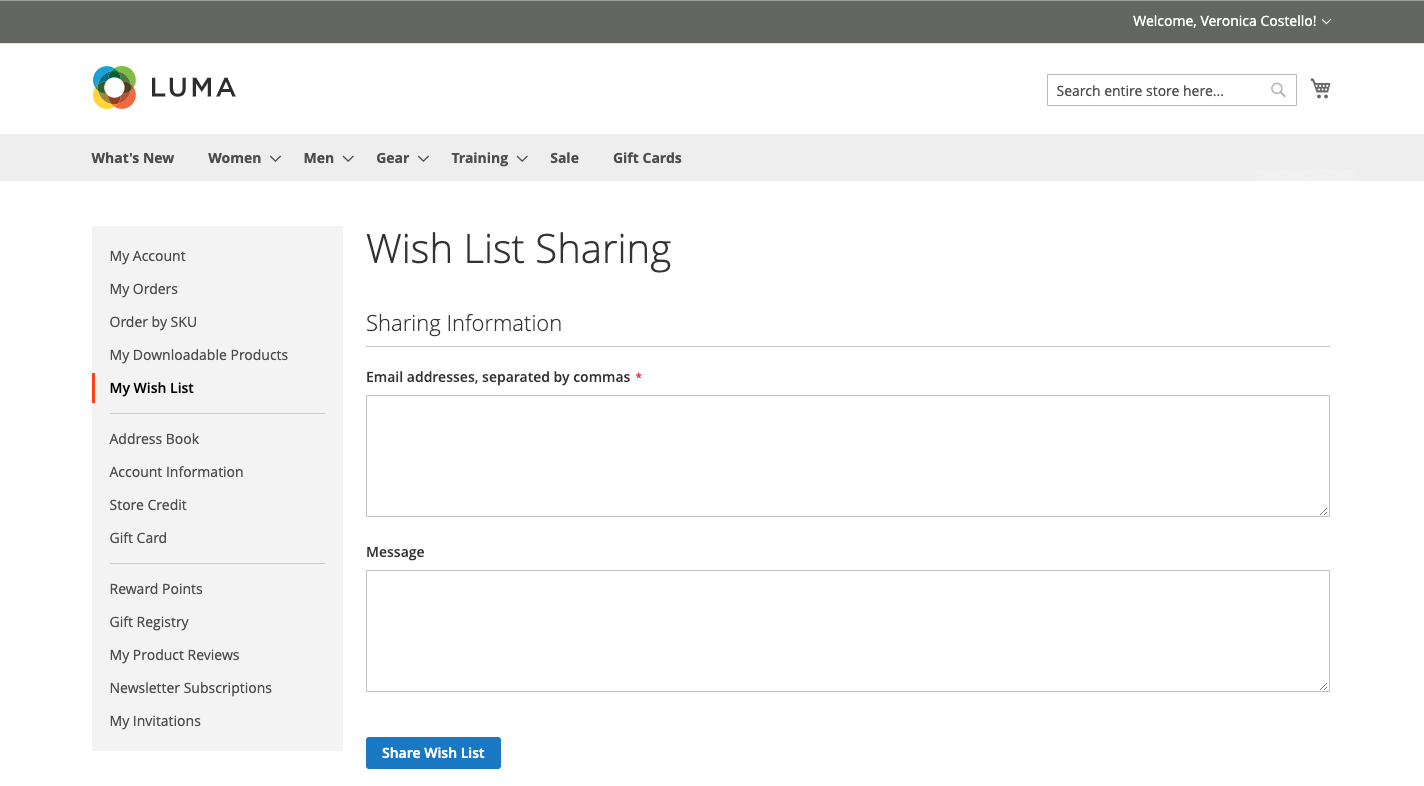 Welcome, Veronica Costello!
LUMA
Search entire store here...
What's New Women Men Gear Training Sale Gift Cards
My Account
My Orders
Order by SKU
My Downloadable Products
My Wish List
Address Book
Account Information
Store Credit
Gift Card
Reward Points
Gift Registry
My Product Reviews
Newsletter Subscriptions
My Invitations
Wish List Sharing
Sharing Information
Email addresses, separated by commas *
Message
Share Wish List